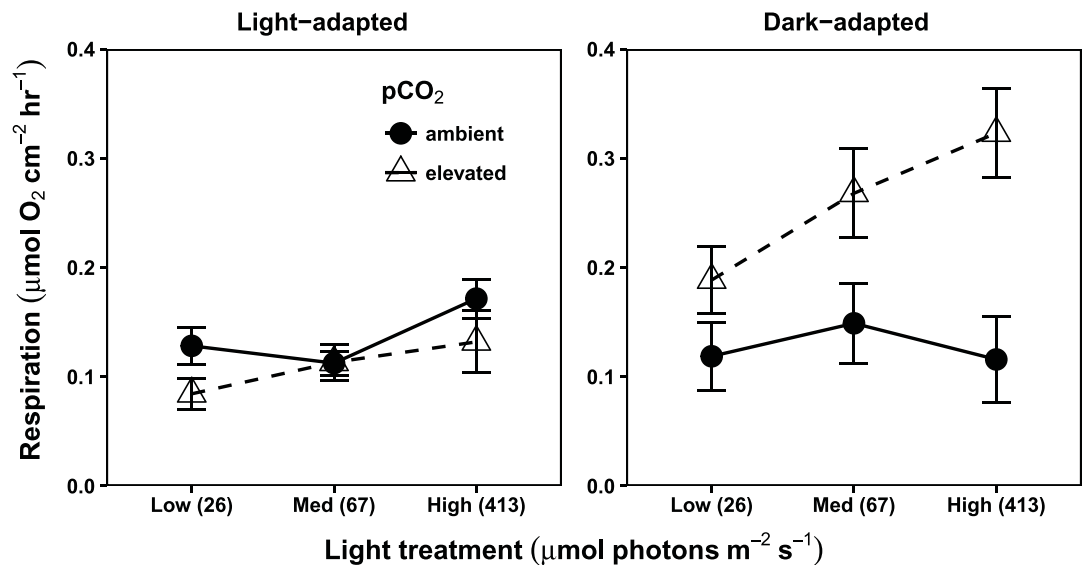 Light−adapted
Dark−adapted
Respiration (μmol O₂ cm⁻² hr⁻¹)
0.4
0.3
0.2
0.1
0.0
pCO₂
ambient
elevated
0.4
0.3
0.2
0.1
0.0
Low (26)
Med (67)
High (413)
Low (26)
Med (67)
High (413)
Light treatment (μmol photons m⁻² s⁻¹)